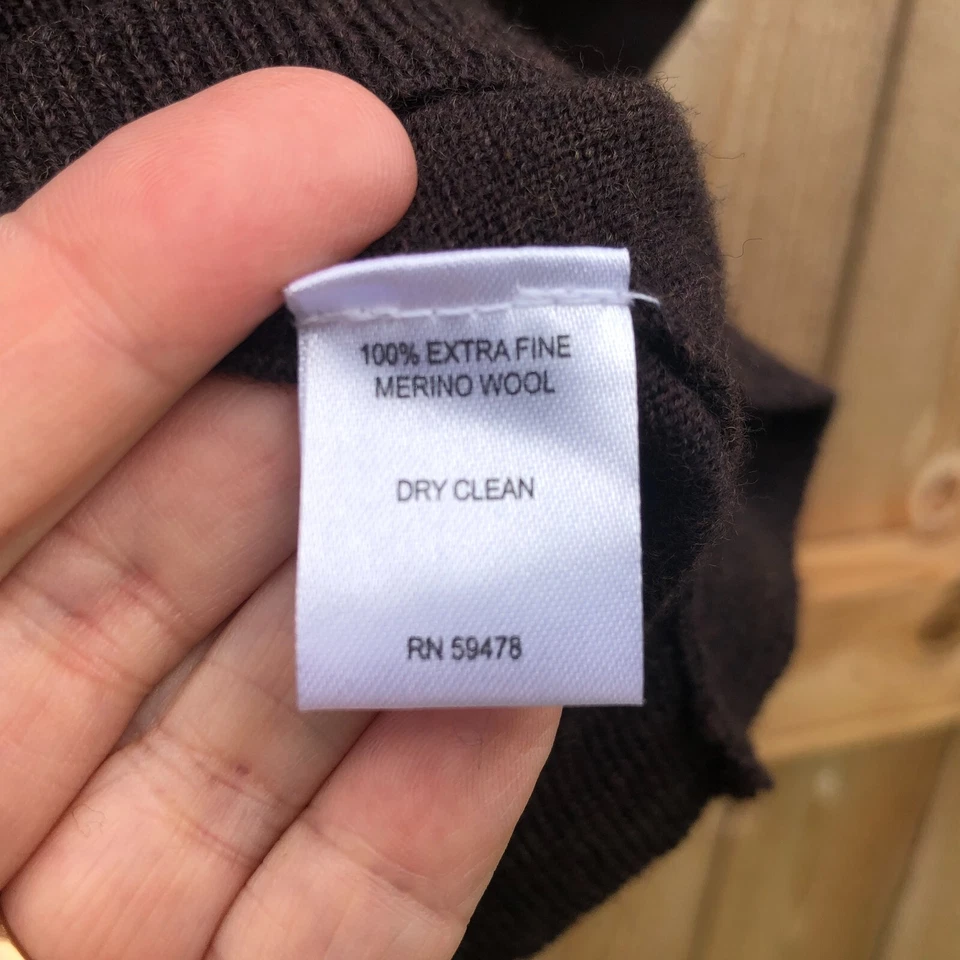 100% EXTRA FINE
MERINO WOOL
DRY CLEAN
RN 59478